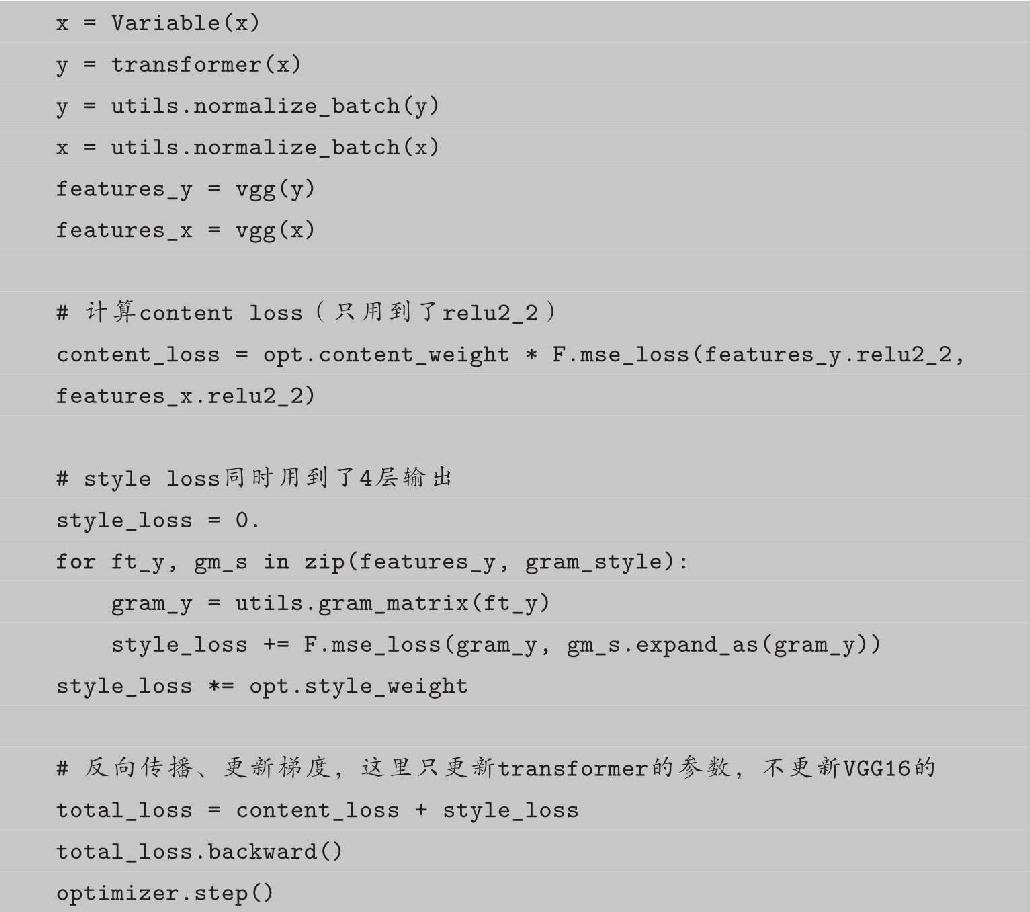 x = Variable(x)
y = transformer(x)
y = utils.normalize_batch(y)
x = utils.normalize_batch(x)
features_y = vgg(y)
features_x = vgg(x)
# 计算content loss（只用到了relu2_2）
content_loss = opt.content_weight * F.mse_loss(features_y.relu2_2,
features_x.relu2_2)
# style loss同时用到了4层输出
style_loss = 0.
for ft_y, gm_s in zip(features_y, gram_style):
    gram_y = utils.gram_matrix(ft_y)
    style_loss += F.mse_loss(gram_y, gm_s.expand_as(gram_y))
style_loss *= opt.style_weight
# 反向传播、更新梯度，这里只更新transformer的参数，不更新VGG16的
total_loss = content_loss + style_loss
total_loss.backward()
optimizer.step()